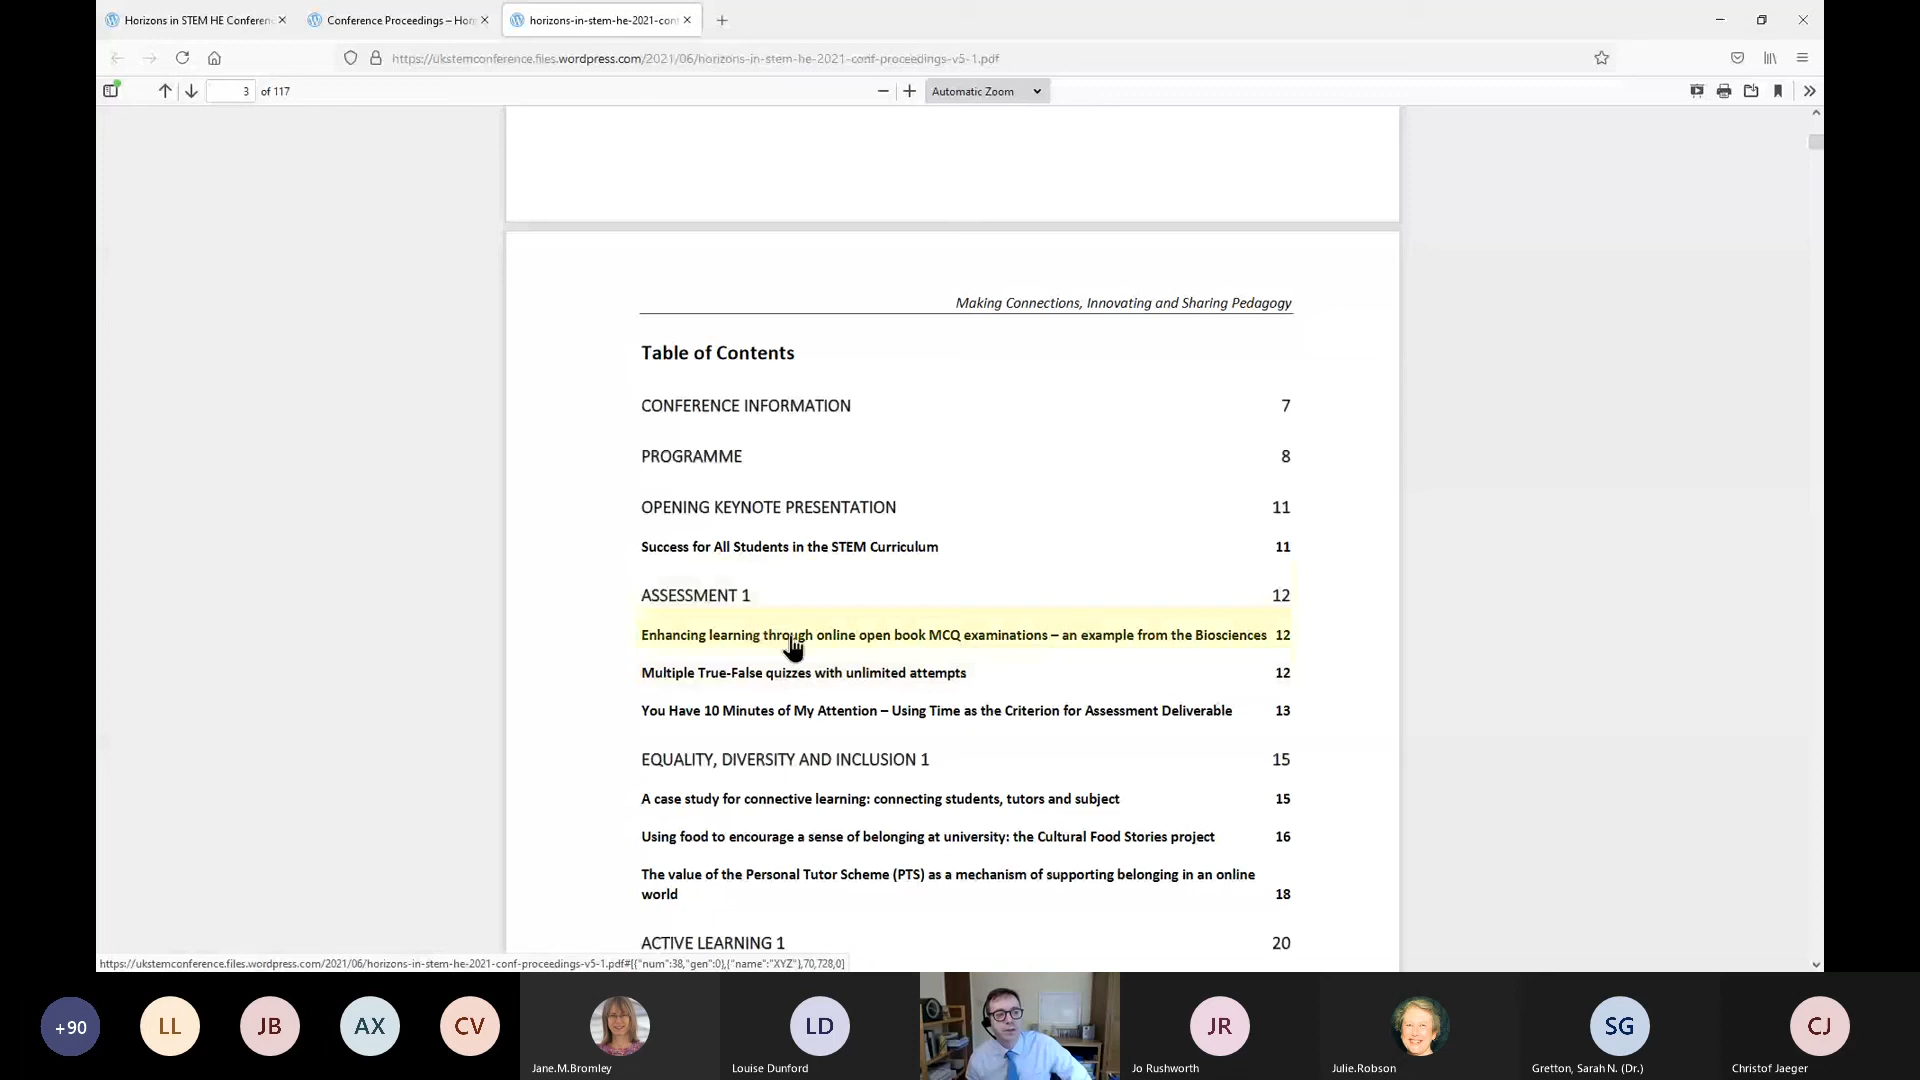 Horizons in STEM HE Conferen
Conference Proceedings – Hor
horizons-in-stem-he-2021-con
https://ukstemconference.files.wordpress.com/2021/06/horizons-in-stem-he-2021-conf-proceedings-v5-1.pdf
3 of 117
Automatic Zoom
Making Connections, Innovating and Sharing Pedagogy
Table of Contents
CONFERENCE INFORMATION 7
PROGRAMME 8
OPENING KEYNOTE PRESENTATION 11
Success for All Students in the STEM Curriculum 11
ASSESSMENT 1 12
Enhancing learning through online open book MCQ examinations – an example from the Biosciences 12
Multiple True-False quizzes with unlimited attempts 12
You Have 10 Minutes of My Attention – Using Time as the Criterion for Assessment Deliverable 13
EQUALITY, DIVERSITY AND INCLUSION 1 15
A case study for connective learning: connecting students, tutors and subject 15
Using food to encourage a sense of belonging at university: the Cultural Food Stories project 16
The value of the Personal Tutor Scheme (PTS) as a mechanism of supporting belonging in an online
world 18
ACTIVE LEARNING 1 20
https://ukstemconference.files.wordpress.com/2021/06/horizons-in-stem-he-2021-conf-proceedings-v5-1.pdf#[{"num":38,"gen":0},{"name":"XYZ"},70,728,0]
+90 LL JB AX CV LD JR SG CJ
Jane.M.Bromley Louise Dunford Jo Rushworth Julie.Robson Gretton, Sarah N. (Dr.) Christof Jaeger